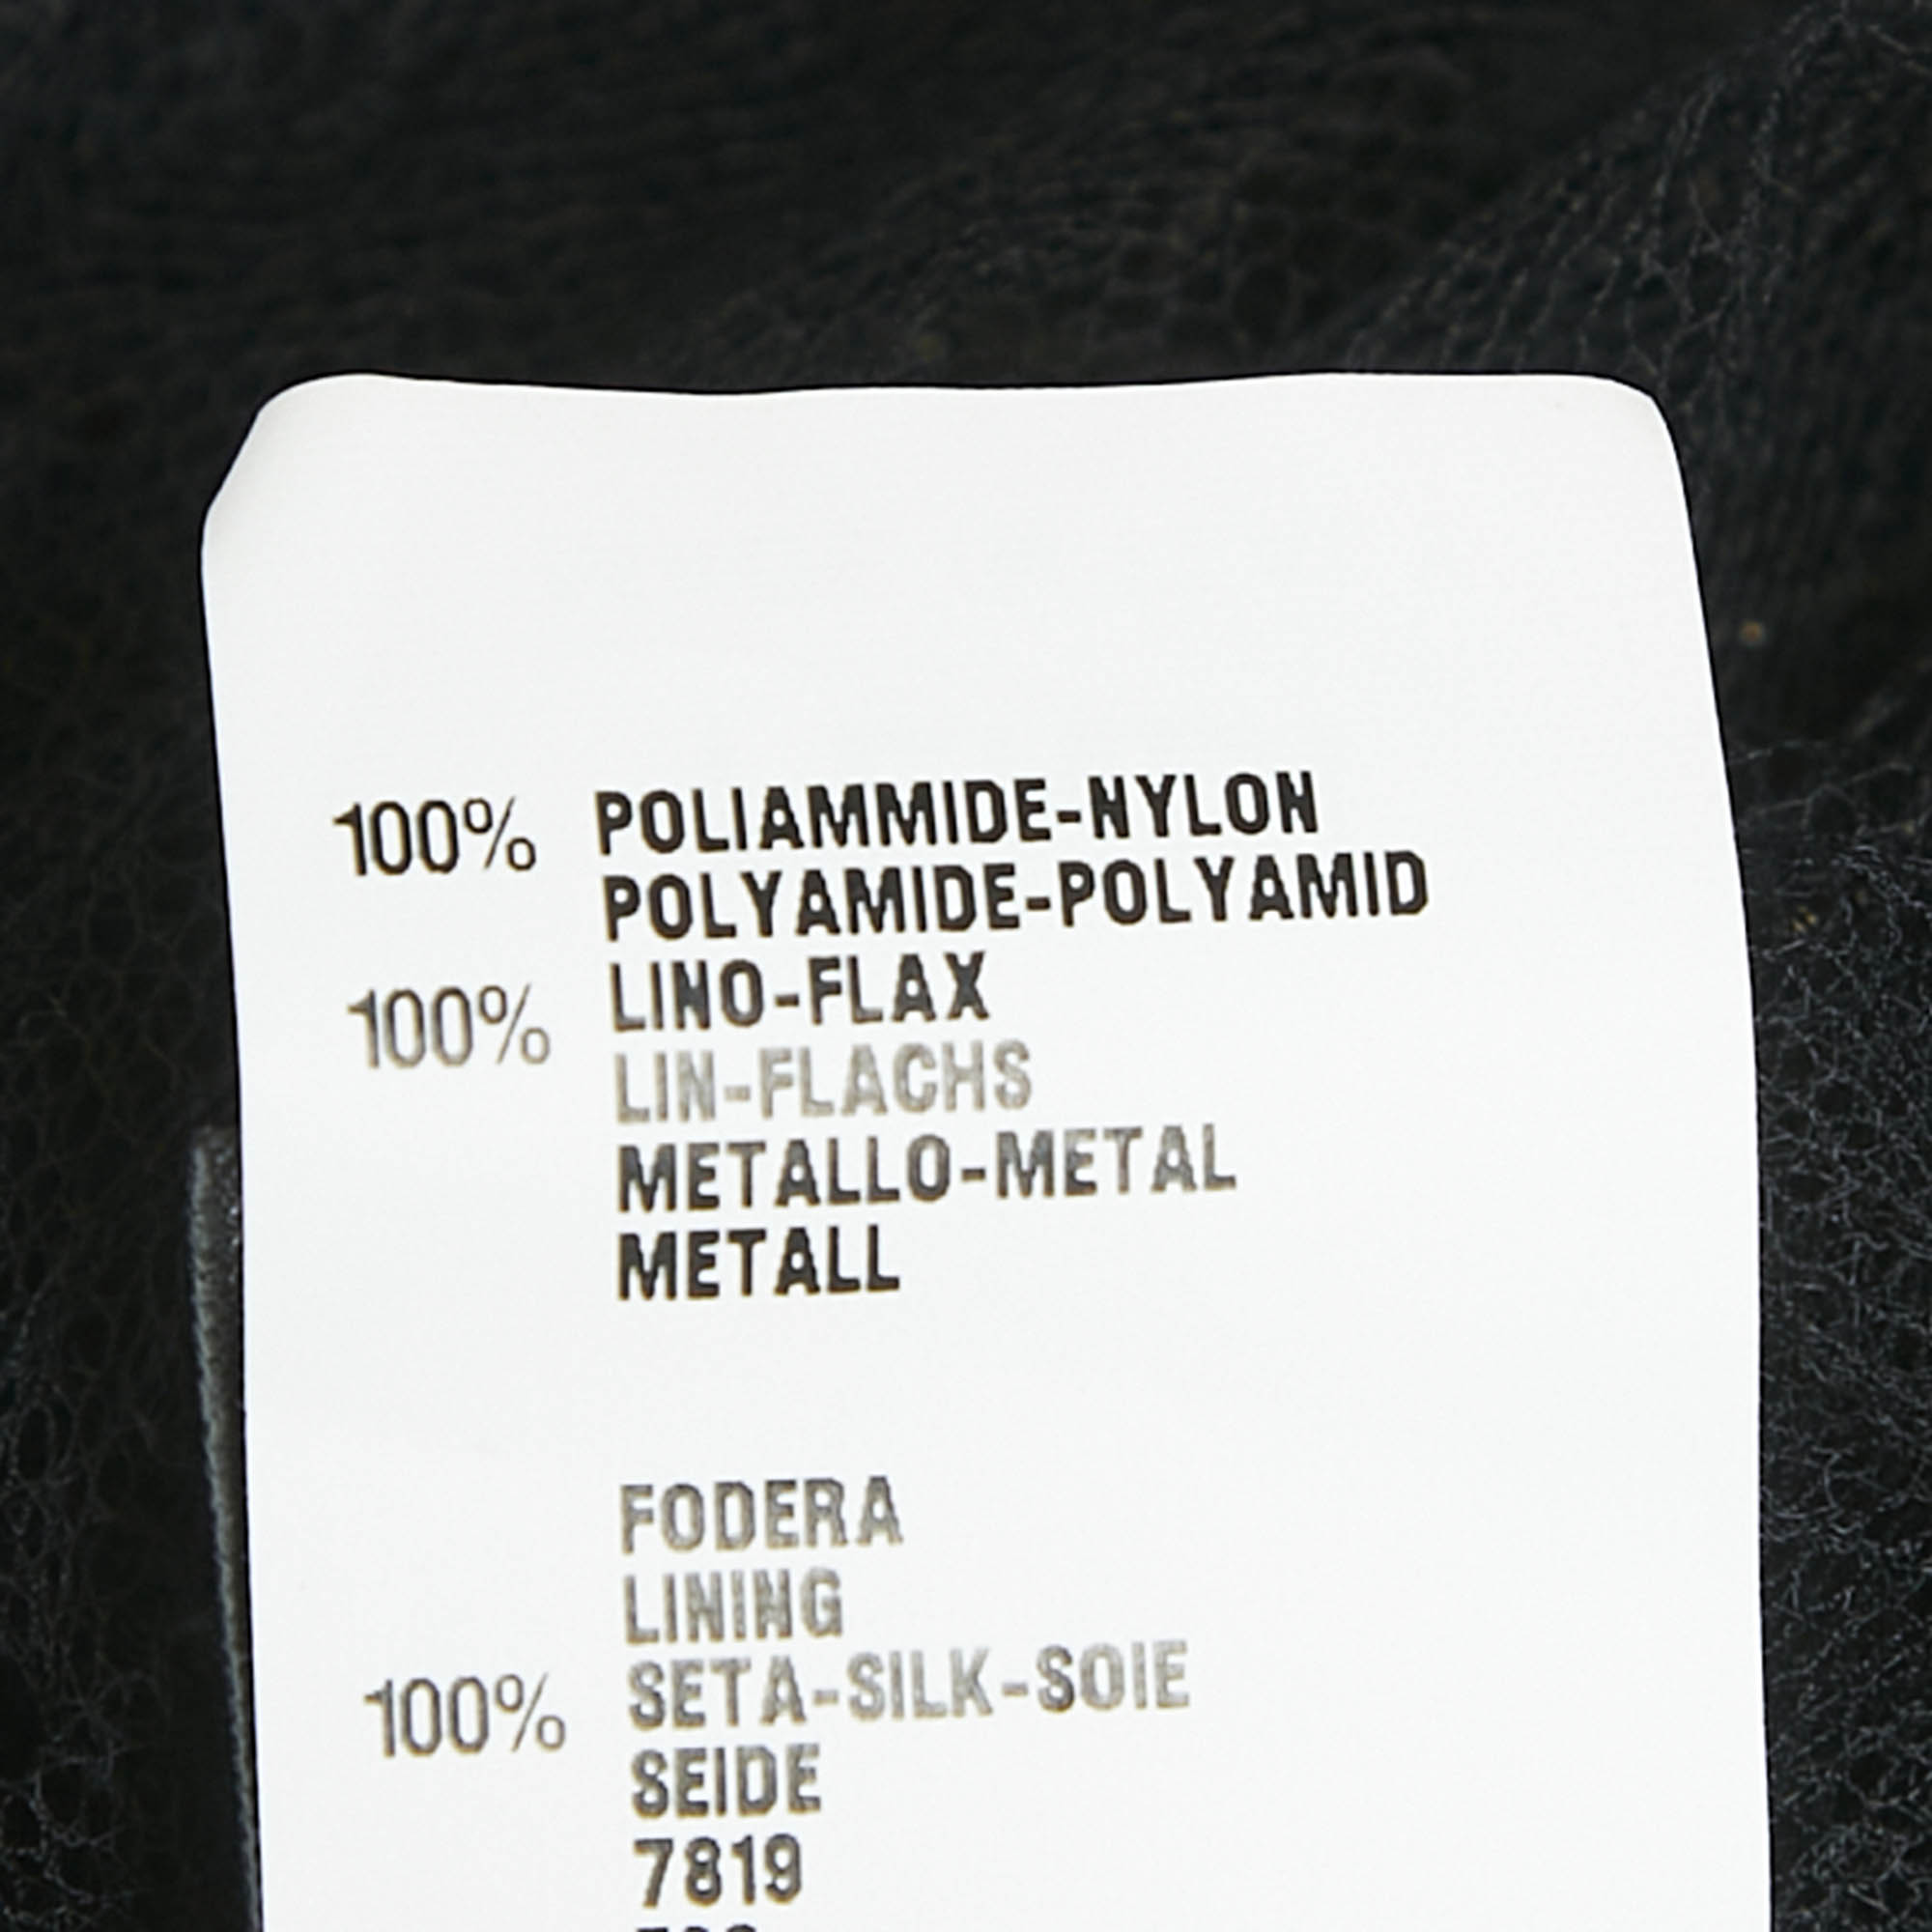 100% POLIAMMIDE-NYLON
POLYAMIDE-POLYAMID
100% LINO-FLAX
LIN-FLACHS
METALLO-METAL
METALL
FODERA
LINING
100% SETA-SILK-SOIE
SEIDE
7819